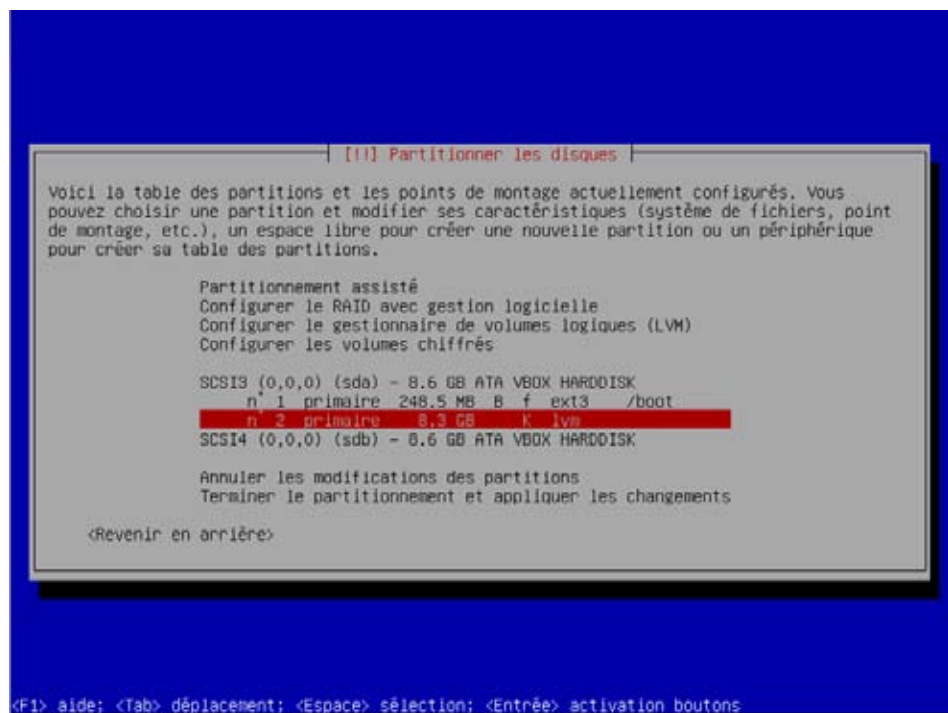 [!!] Partitionner les disques
Voici la table des partitions et les points de montage actuellement configurés. Vous
pouvez choisir une partition et modifier ses caractéristiques (système de fichiers, point
de montage, etc.), un espace libre pour créer une nouvelle partition ou un périphérique
pour créer sa table des partitions.
Partitionnement assisté
Configurer le RAID avec gestion logicielle
Configurer le gestionnaire de volumes logiques (LVM)
Configurer les volumes chiffrés
SCSI3 (0,0,0) (sda) - 8.6 GB ATA VBOX HARDDISK
n° 1 primaire 248.5 MB B f ext3 /boot
n° 2 primaire 8.3 GB K lvm
SCSI4 (0,0,0) (sdb) - 8.6 GB ATA VBOX HARDDISK
Annuler les modifications des partitions
Terminer le partitionnement et appliquer les changements
<Revenir en arrière>
<F1> aide; <Tab> déplacement; <Espace> sélection; <Entrée> activation boutons